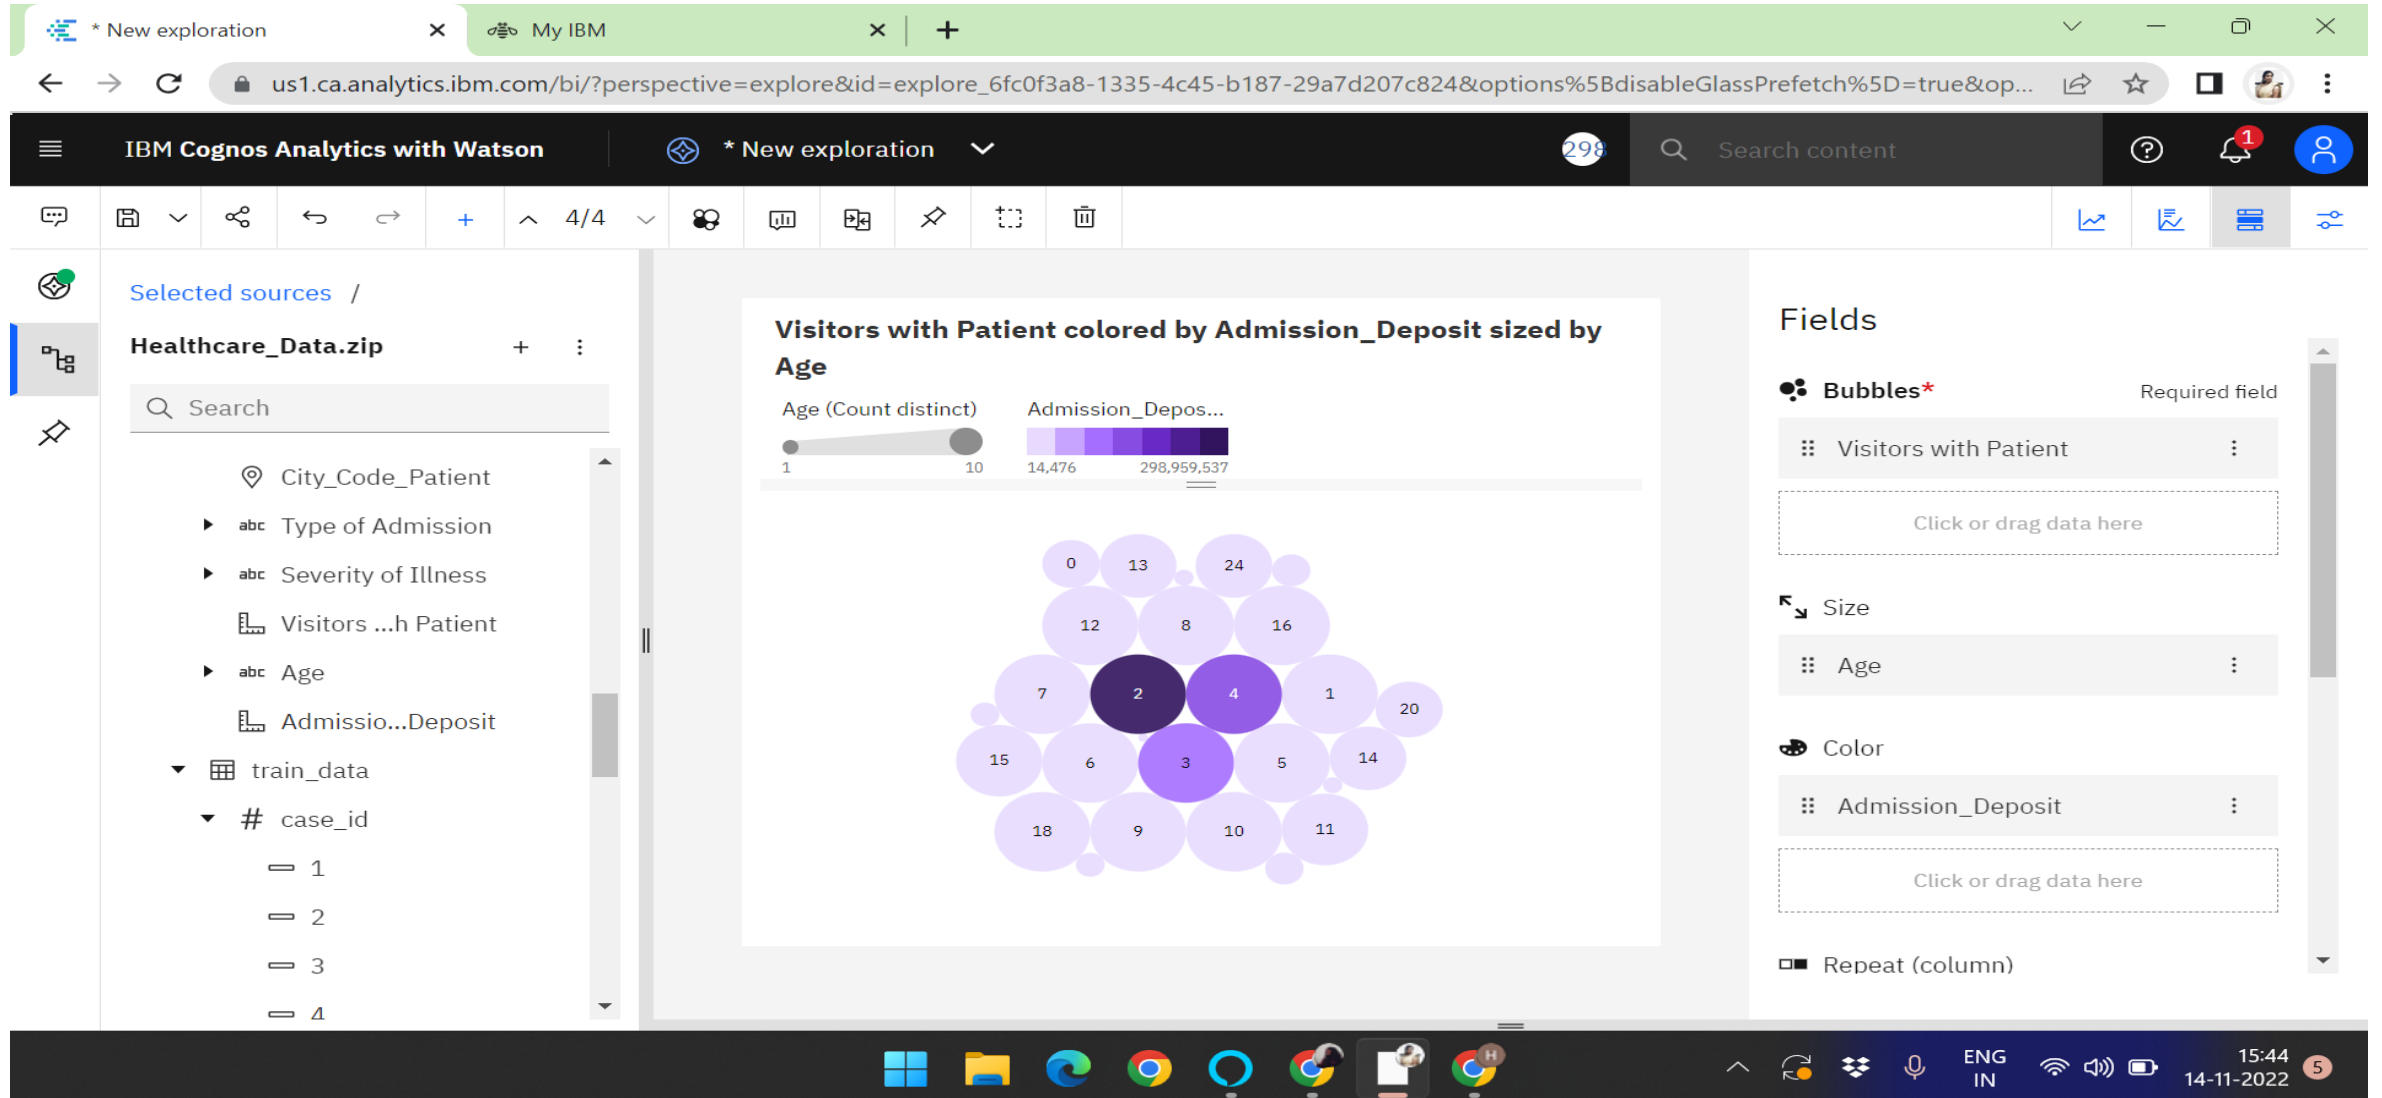 * New exploration
My IBM
us1.ca.analytics.ibm.com/bi/?perspective=explore&id=explore_6fc0f3a8-1335-4c45-b187-29a7d207c824&options%5BdisableGlassPrefetch%5D=true&op...
IBM Cognos Analytics with Watson
* New exploration
298
Search content
1
4/4
Selected sources /
Healthcare_Data.zip
Search
City_Code_Patient
abc Type of Admission
abc Severity of Illness
Visitors ...h Patient
abc Age
Admissio...Deposit
train_data
# case_id
1
2
3
4
Visitors with Patient colored by Admission_Deposit sized by
Age
Age (Count distinct)
1 10
Admission_Depos...
14,476 298,959,537
0 13 24
12 8 16
7 2 4 1 20
15 6 3 5 14
18 9 10 11
Fields
Bubbles* Required field
Visitors with Patient
Click or drag data here
Size
Age
Color
Admission_Deposit
Click or drag data here
Repeat (column)
H
ENG
IN
15:44
14-11-2022
5